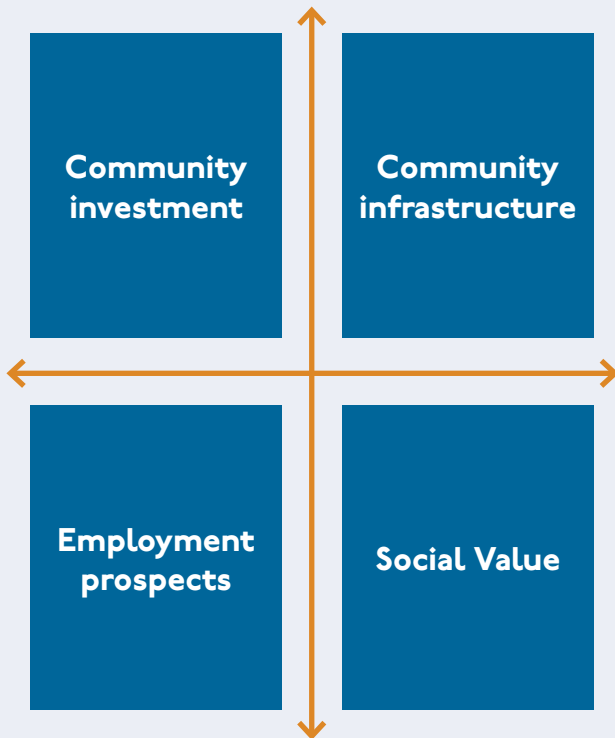 Community
investment
Community
infrastructure
Employment
prospects
Social Value